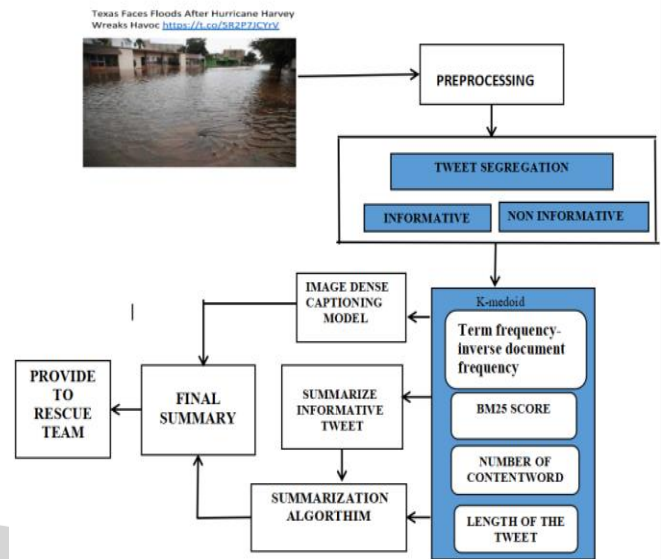 Texas Faces Floods After Hurricane Harvey
Wreaks Havoc https://t.co/5R2P7JCYrV
PREPROCESSING
TWEET SEGREGATION
INFORMATIVE
NON INFORMATIVE
IMAGE DENSE
CAPTIONING
MODEL
K-medoid
Term frequency-
inverse document
frequency
BM25 SCORE
NUMBER OF
CONTENTWORD
LENGTH OF THE
TWEET
SUMMARIZE
INFORMATIVE
TWEET
SUMMARIZATION
ALGORTHIM
FINAL
SUMMARY
PROVIDE
TO
RESCUE
TEAM